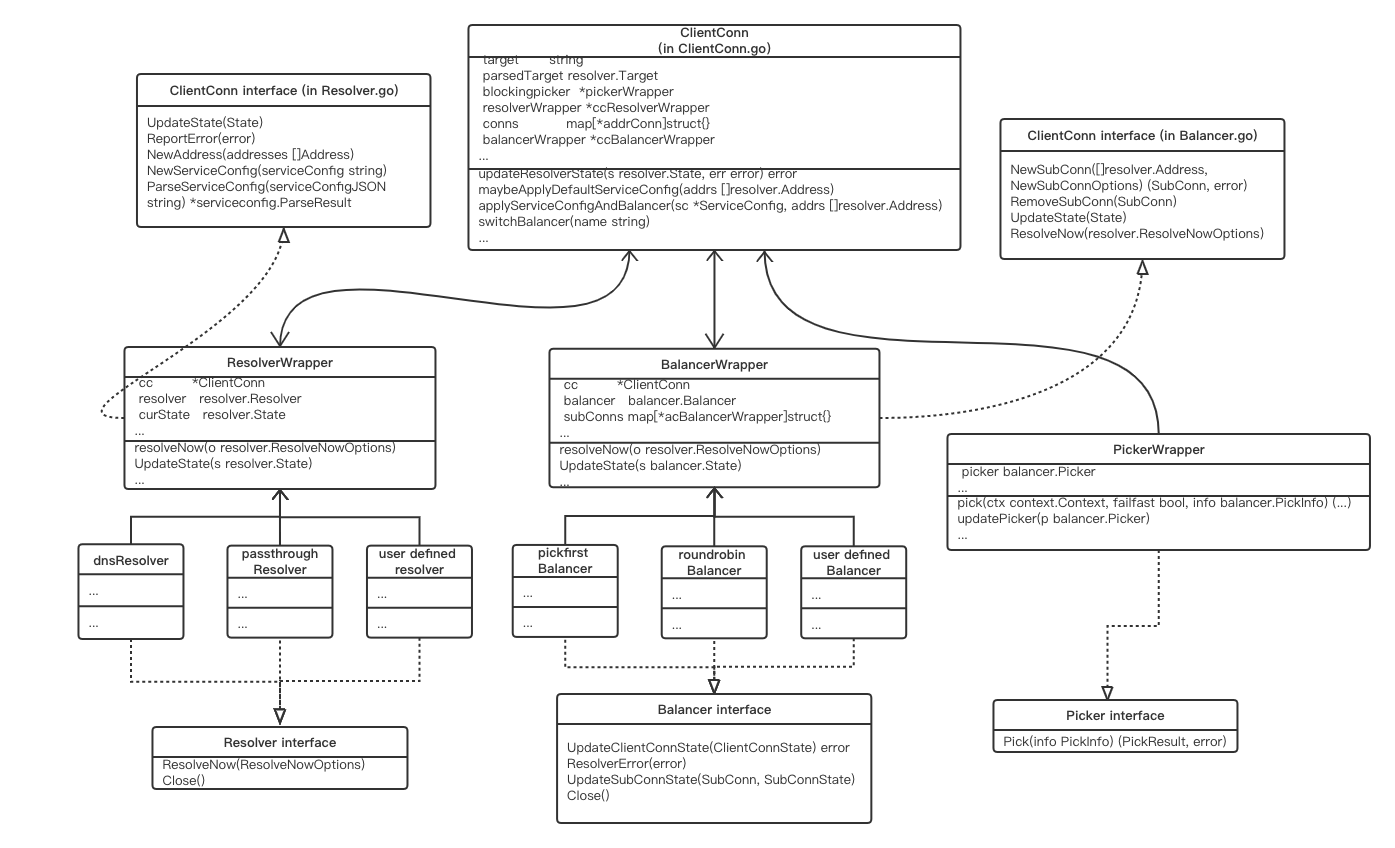 ClientConn
(in ClientConn.go)
target string
parsedTarget resolver.Target
blockingpicker *pickerWrapper
resolverWrapper *ccResolverWrapper
conns map[*addrConn]struct{}
balancerWrapper *ccBalancerWrapper
...
updateResolverState(s resolver.State, err error) error
maybeApplyDefaultServiceConfig(addrs []resolver.Address)
applyServiceConfigAndBalancer(sc *ServiceConfig, addrs []resolver.Address)
switchBalancer(name string)
...
ClientConn interface (in Resolver.go)
UpdateState(State)
ReportError(error)
NewAddress(addresses []Address)
NewServiceConfig(serviceConfig string)
ParseServiceConfig(serviceConfigJSON
string) *serviceconfig.ParseResult
ClientConn interface (in Balancer.go)
NewSubConn([]resolver.Address,
NewSubConnOptions) (SubConn, error)
RemoveSubConn(SubConn)
UpdateState(State)
ResolveNow(resolver.ResolveNowOptions)
ResolverWrapper
cc *ClientConn
resolver resolver.Resolver
curState resolver.State
...
resolveNow(o resolver.ResolveNowOptions)
UpdateState(s resolver.State)
...
BalancerWrapper
cc *ClientConn
balancer balancer.Balancer
subConns map[*acBalancerWrapper]struct{}
...
resolveNow(o resolver.ResolveNowOptions)
UpdateState(s balancer.State)
...
PickerWrapper
picker balancer.Picker
...
pick(ctx context.Context, failfast bool, info balancer.PickInfo) (...)
updatePicker(p balancer.Picker)
...
dnsResolver
...
...
passthrough
Resolver
...
...
user defined
resolver
...
...
pickfirst
Balancer
...
...
roundrobin
Balancer
...
...
user defined
Balancer
...
...
Resolver interface
ResolveNow(ResolveNowOptions)
Close()
Balancer interface
UpdateClientConnState(ClientConnState) error
ResolverError(error)
UpdateSubConnState(SubConn, SubConnState)
Close()
Picker interface
Pick(info PickInfo) (PickResult, error)